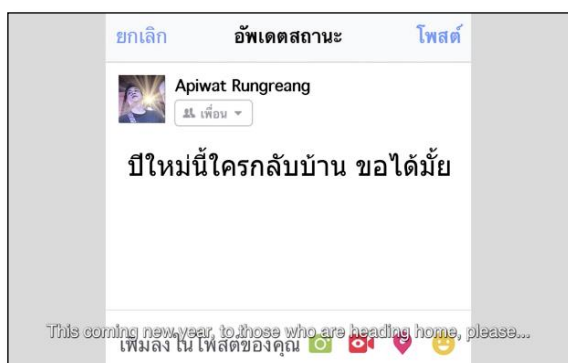 ยกเลิก อัพเดตสถานะ โพสต์
Apiwat Rungreang
เพื่อน
ปีใหม่นี้ใครกลับบ้าน ขอได้มั้ย
This coming new year, to those who are heading home, please...
เพิ่มลงในโพสต์ของคุณ